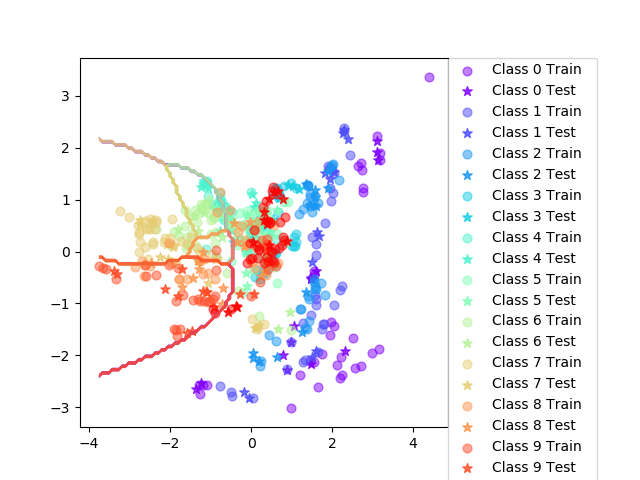 3
2
1
0
−1
−2
−3
−4
−2
0
2
4
Class 0 Train
Class 0 Test
Class 1 Train
Class 1 Test
Class 2 Train
Class 2 Test
Class 3 Train
Class 3 Test
Class 4 Train
Class 4 Test
Class 5 Train
Class 5 Test
Class 6 Train
Class 6 Test
Class 7 Train
Class 7 Test
Class 8 Train
Class 8 Test
Class 9 Train
Class 9 Test